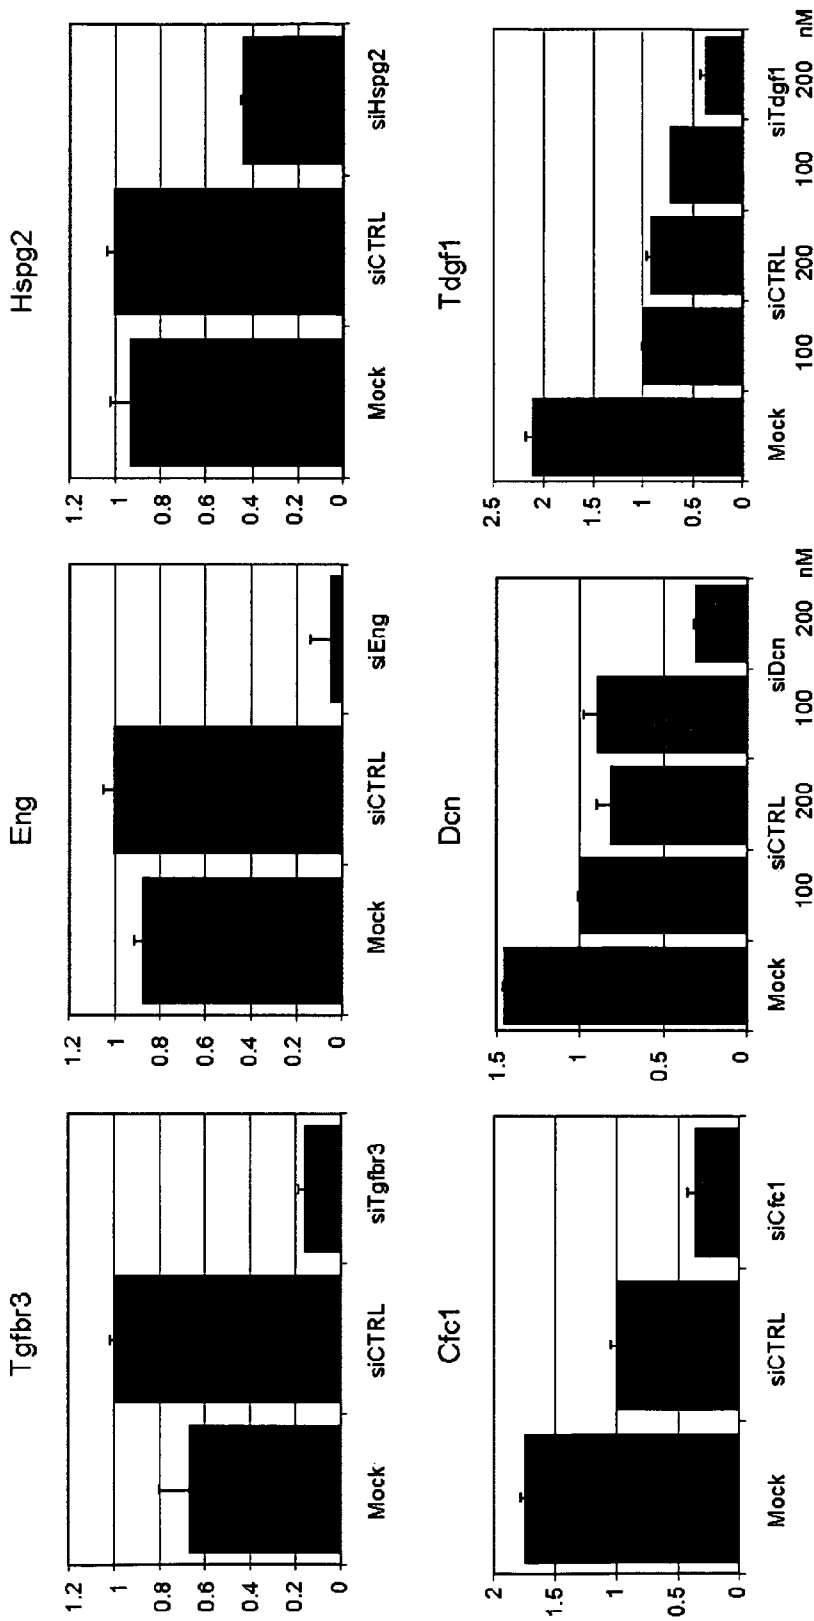 Tgfbr3
1.2
1
0.8
0.6
0.4
0.2
0
Mock siCTRL siTgfbr3
Eng
1.2
1
0.8
0.6
0.4
0.2
0
Mock siCTRL siEng
Hspg2
1.2
1
0.8
0.6
0.4
0.2
0
Mock siCTRL siHspg2
Cfc1
2
1.5
1
0.5
0
Mock siCTRL siCfc1
Dcn
1.5
1
0.5
0
Mock siCTRL siDcn
100 200 100 200 nM
Tdgf1
2.5
2
1.5
1
0.5
0
Mock siCTRL siTdgf1
100 200 100 200 nM